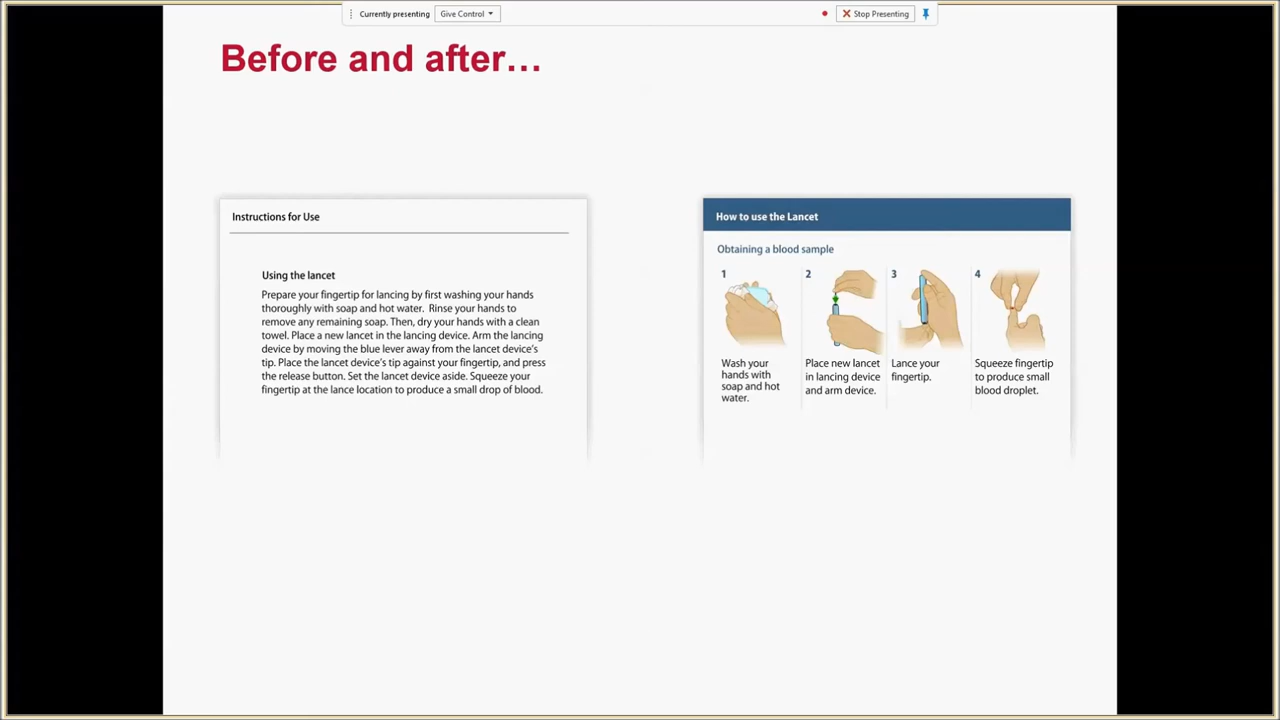 Currently presenting
Give Control
Stop Presenting
Before and after…
Instructions for Use
Using the lancet
Prepare your fingertip for lancing by first washing your hands
thoroughly with soap and hot water. Rinse your hands to
remove any remaining soap. Then, dry your hands with a clean
towel. Place a new lancet in the lancing device. Arm the lancing
device by moving the blue lever away from the lancet device's
tip. Place the lancet device's tip against your fingertip, and press
the release button. Set the lancet device aside. Squeeze your
fingertip at the lance location to produce a small drop of blood.
How to use the Lancet
Obtaining a blood sample
1
Wash your
hands with
soap and hot
water.
2
Place new lancet
in lancing device
and arm device.
3
Lance your
fingertip.
4
Squeeze fingertip
to produce small
blood droplet.